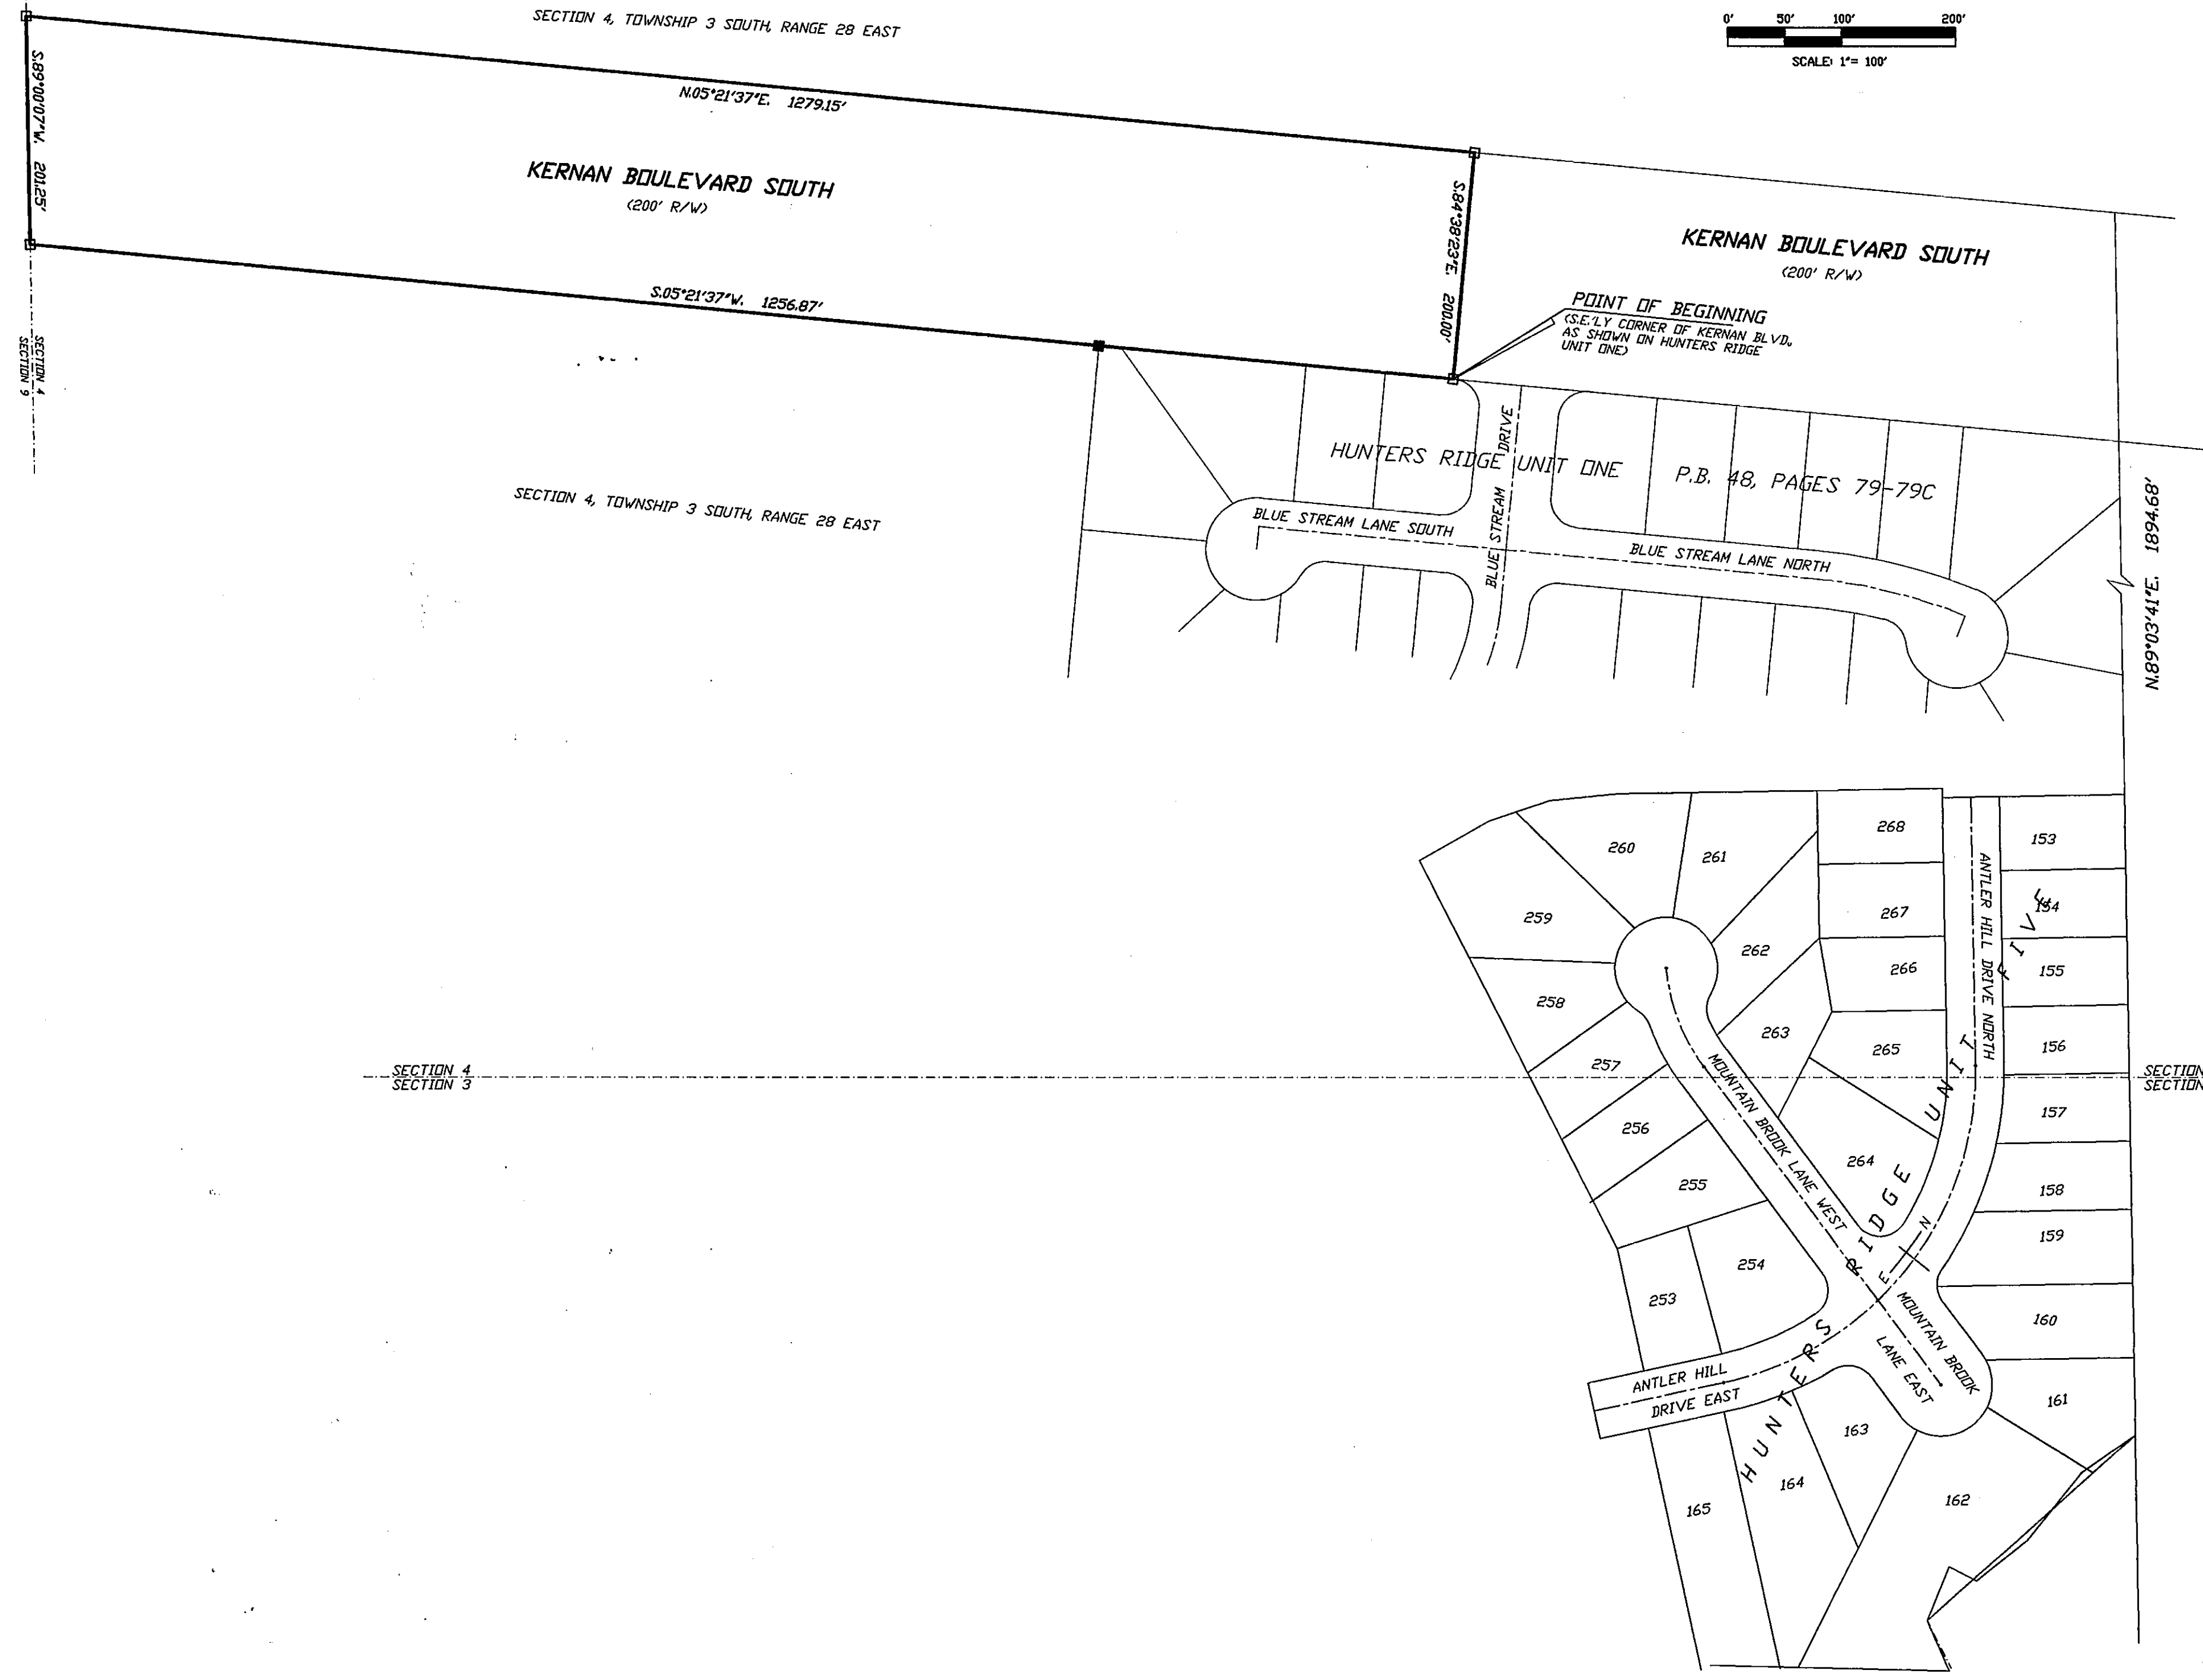 SECTION 4, TOWNSHIP 3 SOUTH, RANGE 28 EAST
0' 50' 100' 200'
SCALE: 1"= 100'
S.89°00'07"W. 201.25'
N.05°21'37"E. 1279.15'
KERNAN BOULEVARD SOUTH
(200' R/W)
S.84°38'23"E. 200.00'
KERNAN BOULEVARD SOUTH
(200' R/W)
S.05°21'37"W. 1256.87'
POINT OF BEGINNING
(S.E.'LY CORNER OF KERNAN BLVD.,
AS SHOWN ON HUNTERS RIDGE
UNIT ONE)
SECTION 4
SECTION 9
HUNTERS RIDGE UNIT ONE
P.B. 48, PAGES 79-79C
BLUE STREAM DRIVE
SECTION 4, TOWNSHIP 3 SOUTH, RANGE 28 EAST
BLUE STREAM LANE SOUTH
BLUE STREAM LANE NORTH
N.89°03'41"E. 1894.68'
268
153
260
261
ANTLER HILL DRIVE NORTH
259
267
154
262
266
155
258
263
265
156
257
SECTION 4
SECTION 3
SECTION
SECTION
MOUNTAIN BROOK LANE WEST
157
256
264
255
158
159
254
253
HUNTERS RIDGE UNIT FIVE
N
E
MOUNTAIN BROOK
LANE EAST
160
ANTLER HILL
DRIVE EAST
161
163
164
162
165